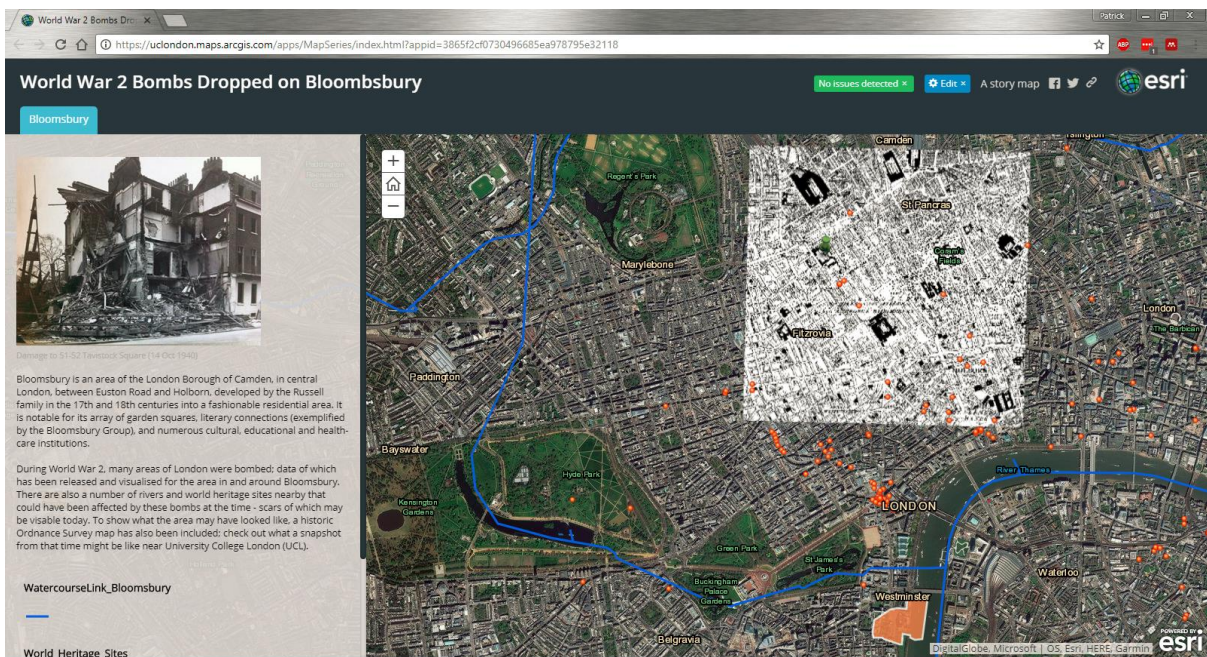 World War 2 Bombs Dro
Patrick
https://uclondon.maps.arcgis.com/apps/MapSeries/index.html?appid=3865f2cf0730496685ea978795e32118
ABP
1
World War 2 Bombs Dropped on Bloombsbury
No issues detected ×
Edit ×
A story map
esri
Bloomsbury
Damage to 51-52 Tavistock Square (14 Oct 1940)
Bloomsbury is an area of the London Borough of Camden, in central
London, between Euston Road and Holborn, developed by the Russell
family in the 17th and 18th centuries into a fashionable residential area. It
is notable for its array of garden squares, literary connections (exemplified
by the Bloomsbury Group), and numerous cultural, educational and health-
care institutions.
During World War 2, many areas of London were bombed; data of which
has been released and visualised for the area in and around Bloomsbury.
There are also a number of rivers and world heritage sites nearby that
could have been affected by these bombs at the time - scars of which may
be visable today. To show what the area may have looked like, a historic
Ordnance Survey map has also been included; check out what a snapshot
from that time might be like near University College London (UCL).
WatercourseLink_Bloomsbury
World Heritage Sites
Camden
Islington
Regent's Park
St Pancras
Marylebone
Coram's
Fields
London
The Barbican
Fitzrovia
Paddington
Bayswater
Hyde Park
Kensington
Gardens
River Thames
LONDON
Green Park
St James's
Park
Buckingham
Palace
Gardens
Waterloo
Westminster
Belgravia
DigitalGlobe, Microsoft | OS, Esri, HERE, Garmin
POWERED BY
esri